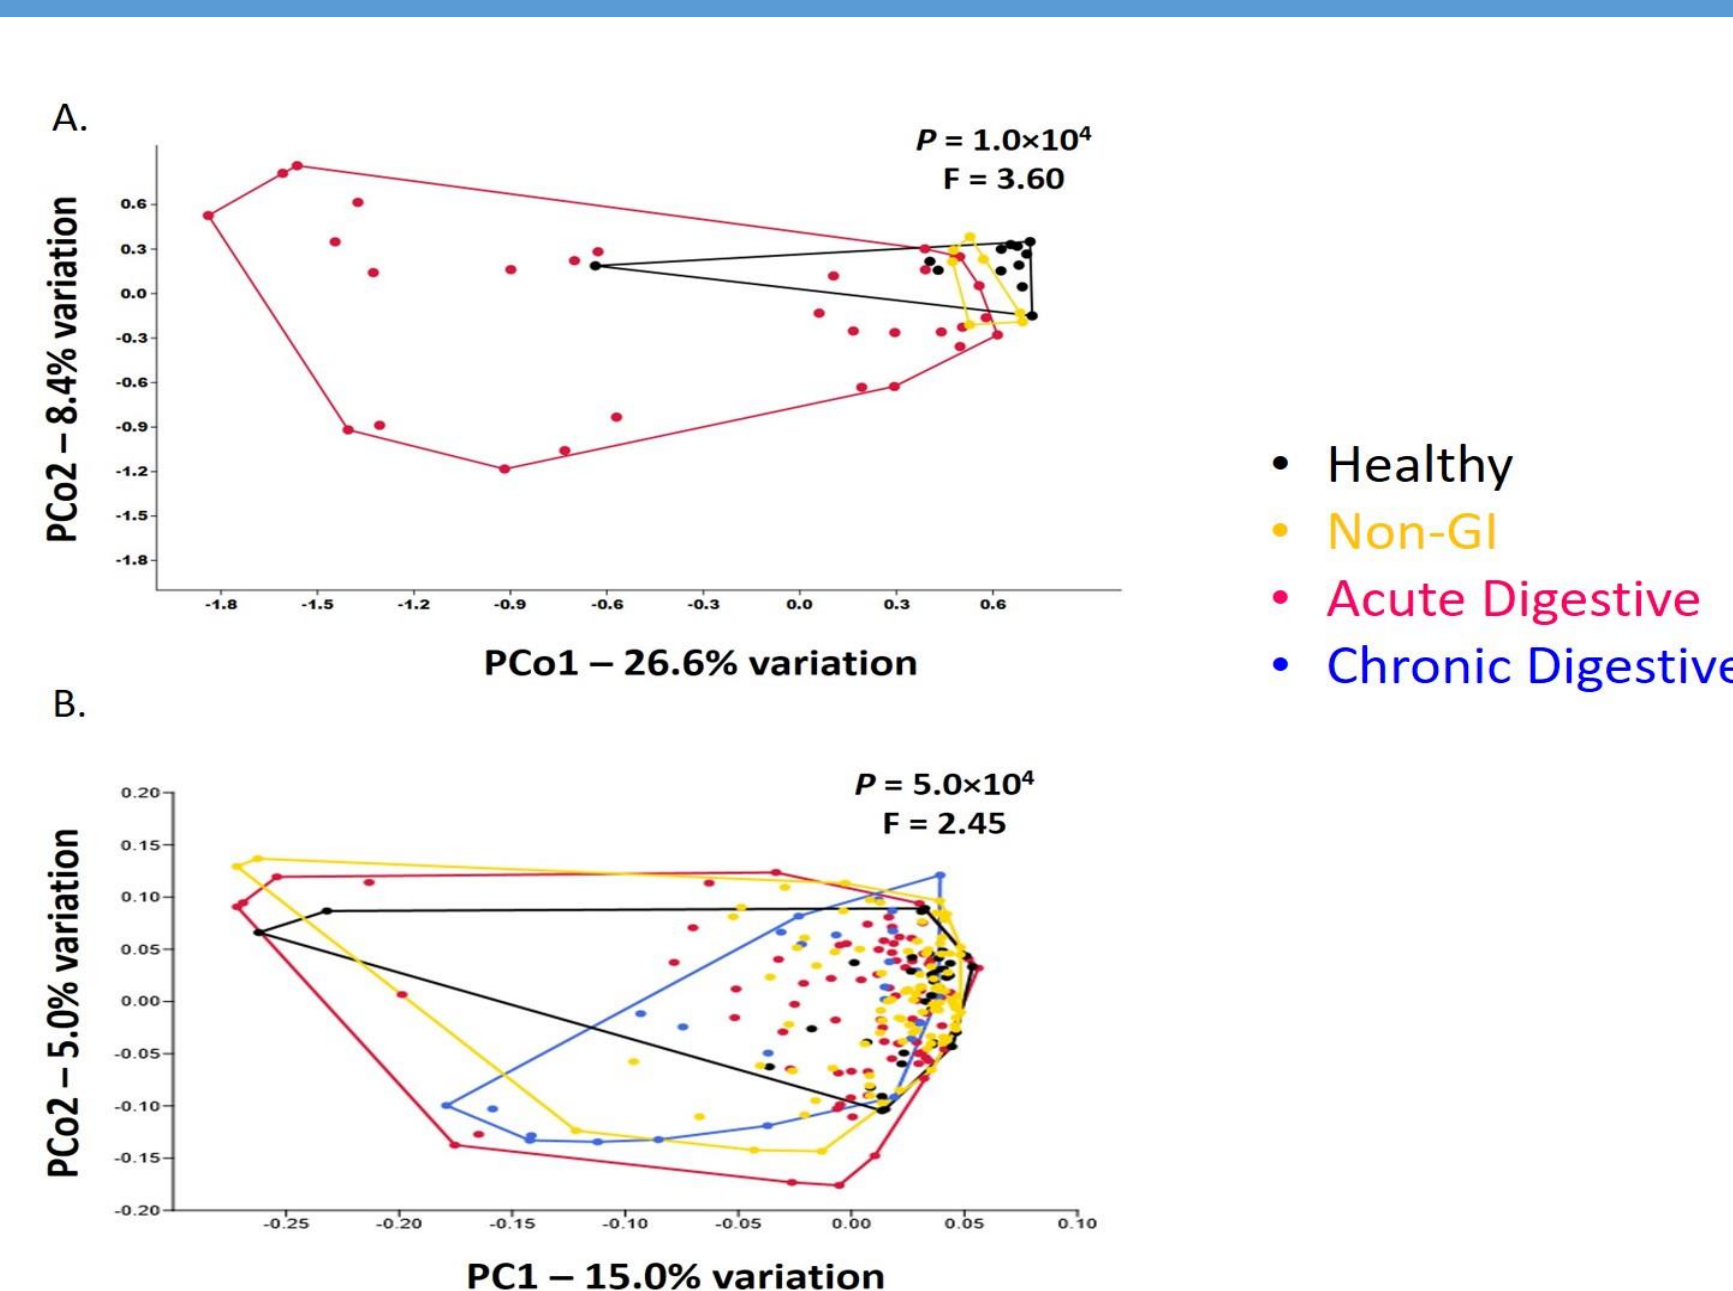 A.
P = 1.0×10⁴
F = 3.60
PCo2 – 8.4% variation
0.6
0.3
0.0
-0.3
-0.6
-0.9
-1.2
-1.5
-1.8
-1.8 -1.5 -1.2 -0.9 -0.6 -0.3 0.0 0.3 0.6
PCo1 – 26.6% variation
• Healthy
• Non-GI
• Acute Digestive
• Chronic Digestive
B.
P = 5.0×10⁴
F = 2.45
PCo2 – 5.0% variation
0.20
0.15
0.10
0.05
0.00
-0.05
-0.10
-0.15
-0.20
-0.25 -0.20 -0.15 -0.10 -0.05 0.00 0.05 0.10
PC1 – 15.0% variation